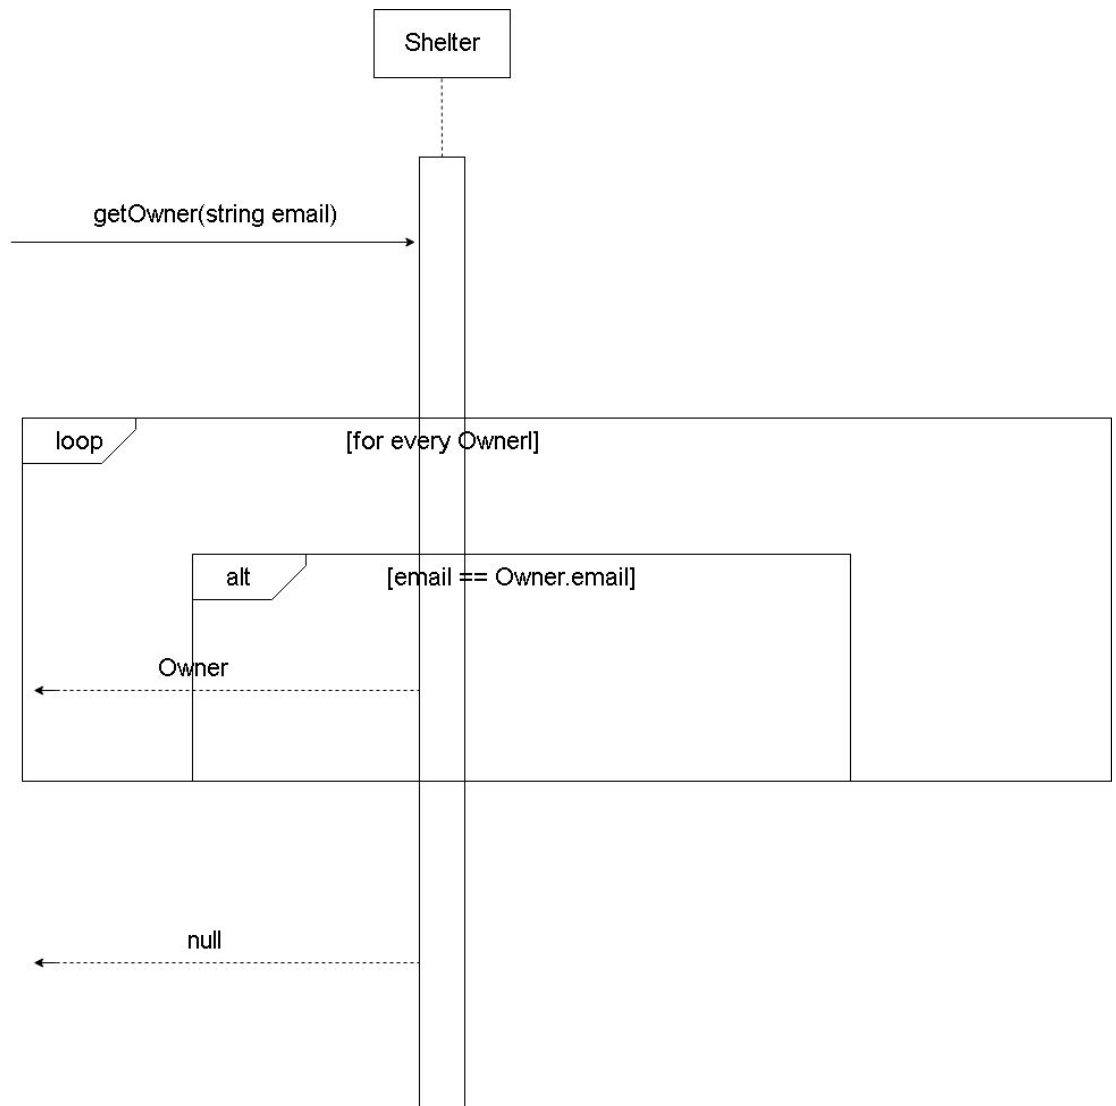 Shelter
getOwner(string email)
loop
[for every Ownerl]
alt
[email == Owner.email]
Owner
null